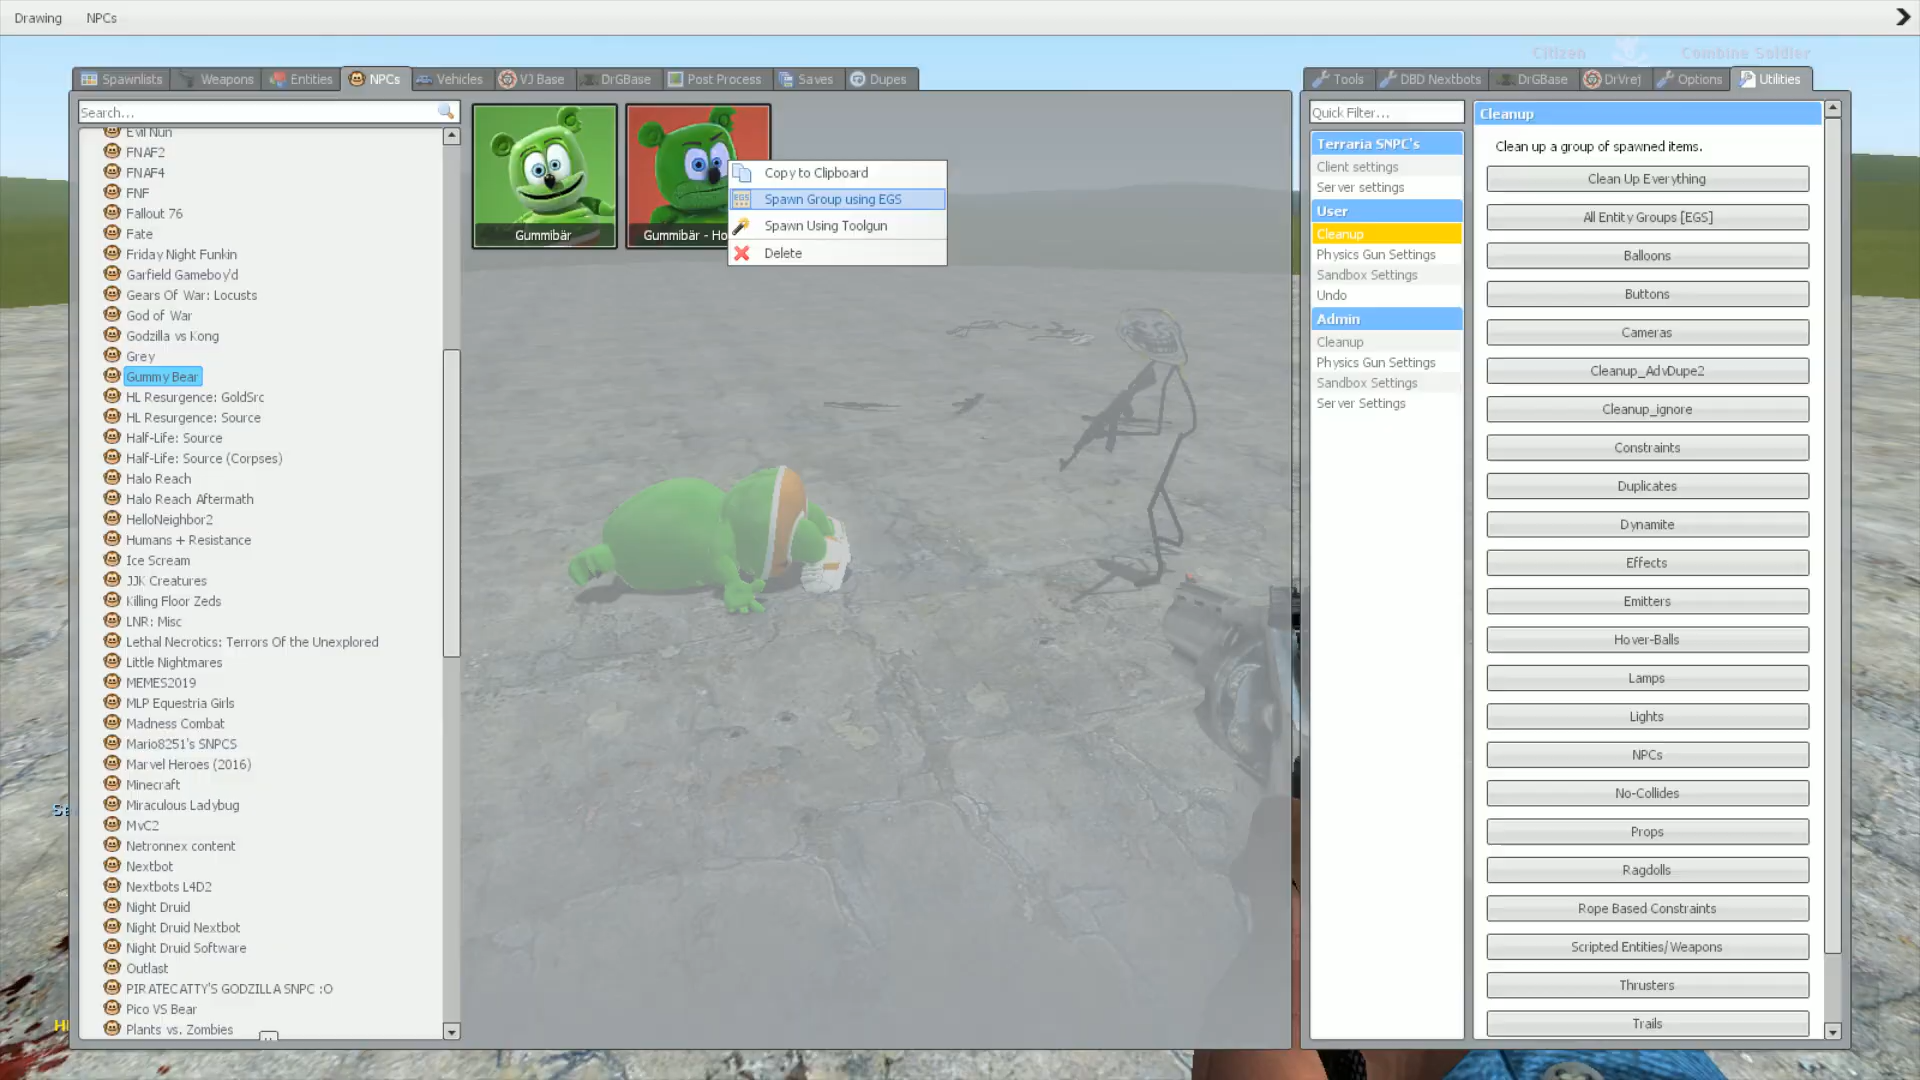 Drawing NPCs
Citizen Combine Soldier
Spawnlists Weapons Entities NPCs Vehicles VJ Base DrGBase Post Process Saves Dupes
Search...
Evil Nun
FNAF2
FNAF4
FNF
Fallout 76
Fate
Friday Night Funkin
Garfield Gameboy'd
Gears Of War: Locusts
God of War
Godzilla vs Kong
Grey
Gummy Bear
HL Resurgence: GoldSrc
HL Resurgence: Source
Half-Life: Source
Half-Life: Source (Corpses)
Halo Reach
Halo Reach Aftermath
HelloNeighbor2
Humans + Resistance
Ice Scream
JJK Creatures
Killing Floor Zeds
LNR: Misc
Lethal Necrotics: Terrors Of the Unexplored
Little Nightmares
MEMES2019
MLP Equestria Girls
Madness Combat
Mario8251's SNPCS
Marvel Heroes (2016)
Minecraft
Miraculous Ladybug
MvC2
Netronnex content
Nextbot
Nextbots L4D2
Night Druid
Night Druid Nextbot
Night Druid Software
Outlast
PIRATECATTY'S GODZILLA SNPC :O
Pico VS Bear
Plants vs. Zombies
Gummibär
Gummibär - Ho
Copy to Clipboard
EGS Spawn Group using EGS
Spawn Using Toolgun
Delete
Tools DBD Nextbots DrGBase DrVrej Options Utilities
Quick Filter...
Terraria SNPC's
Client settings
Server settings
User
Cleanup
Physics Gun Settings
Sandbox Settings
Undo
Admin
Cleanup
Physics Gun Settings
Sandbox Settings
Server Settings
Cleanup
Clean up a group of spawned items.
Clean Up Everything
All Entity Groups [EGS]
Balloons
Buttons
Cameras
Cleanup_AdvDupe2
Cleanup_ignore
Constraints
Duplicates
Dynamite
Effects
Emitters
Hover-Balls
Lamps
Lights
NPCs
No-Collides
Props
Ragdolls
Rope Based Constraints
Scripted Entities/Weapons
Thrusters
Trails